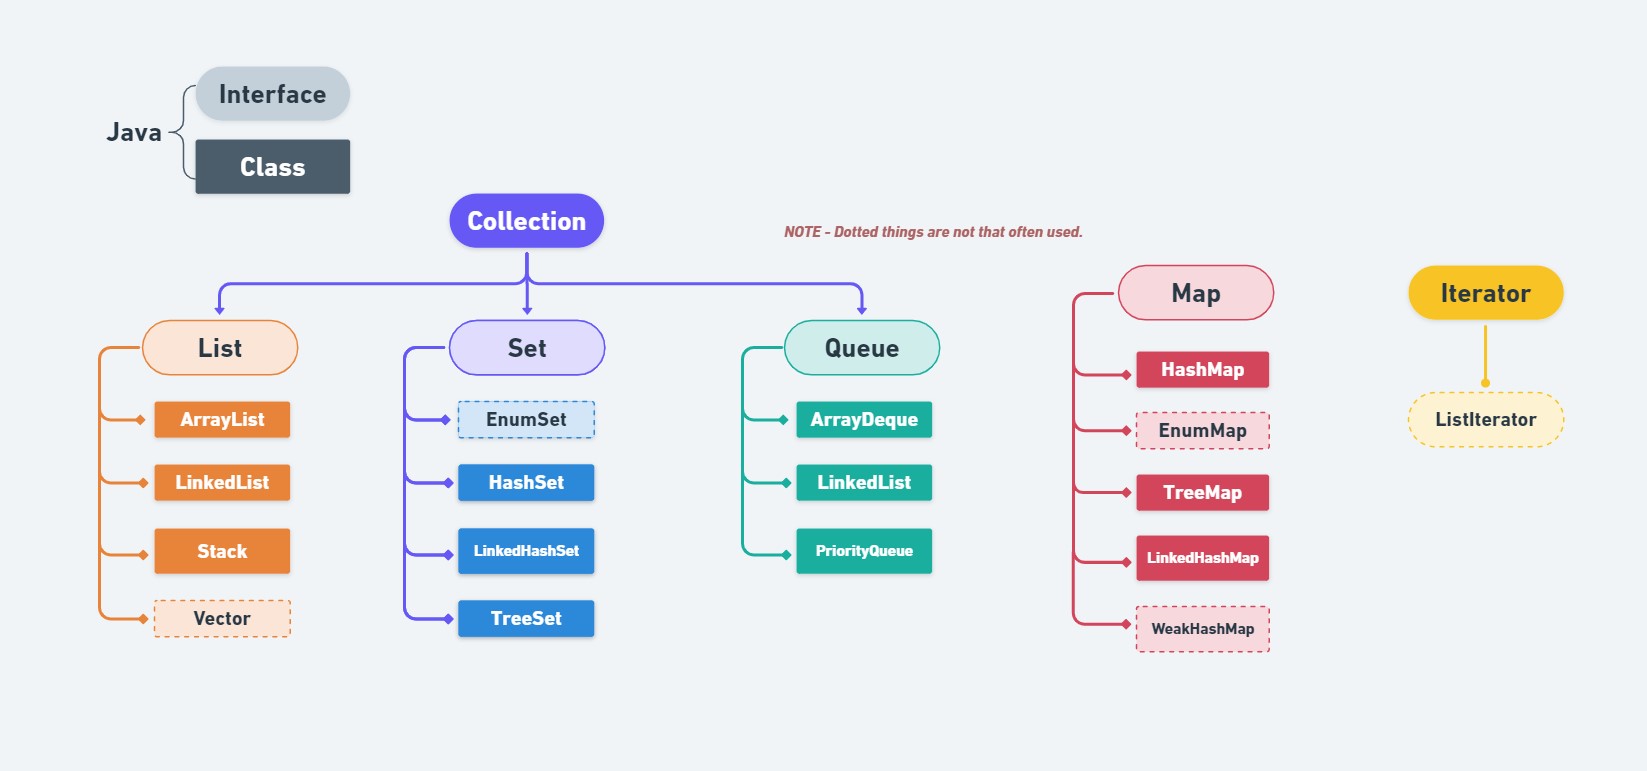 Java
Interface
Class
Collection
NOTE - Dotted things are not that often used.
List
ArrayList
LinkedList
Stack
Vector
Set
EnumSet
HashSet
LinkedHashSet
TreeSet
Queue
ArrayDeque
LinkedList
PriorityQueue
Map
HashMap
EnumMap
TreeMap
LinkedHashMap
WeakHashMap
Iterator
ListIterator